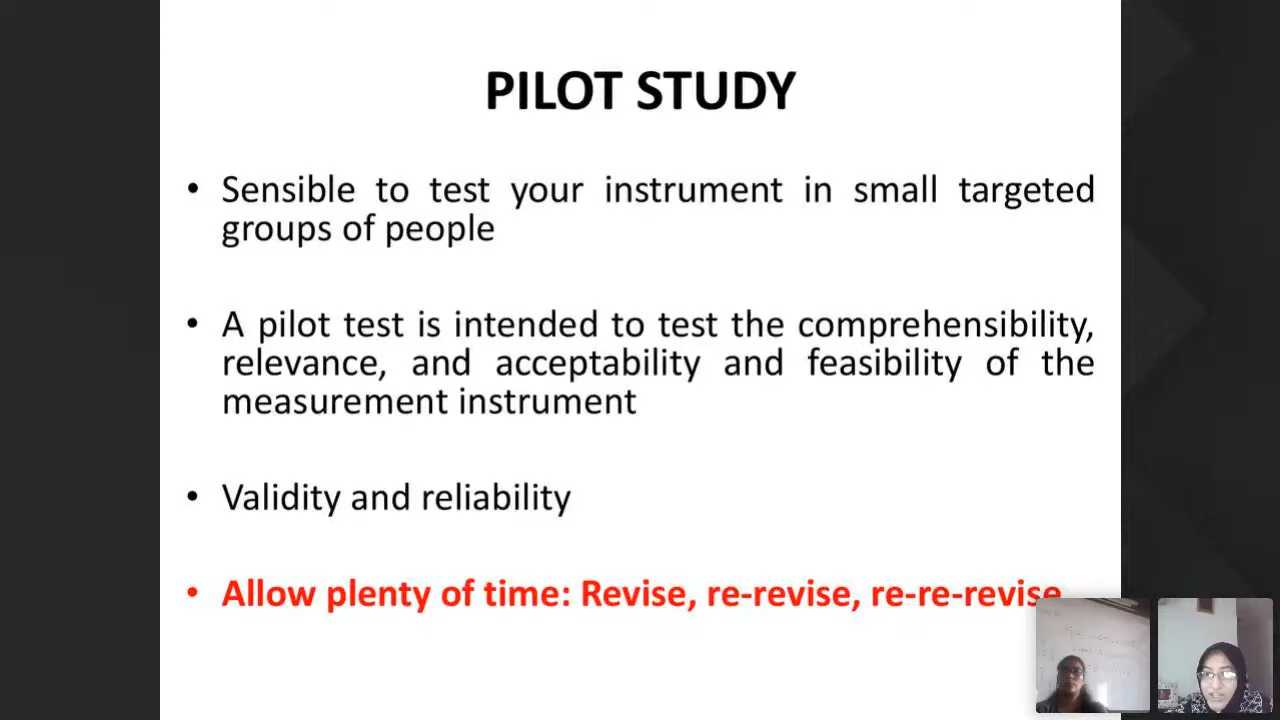 PILOT STUDY
• Sensible to test your instrument in small targeted
groups of people
• A pilot test is intended to test the comprehensibility,
relevance, and acceptability and feasibility of the
measurement instrument
• Validity and reliability
• Allow plenty of time: Revise, re-revise, re-re-revise